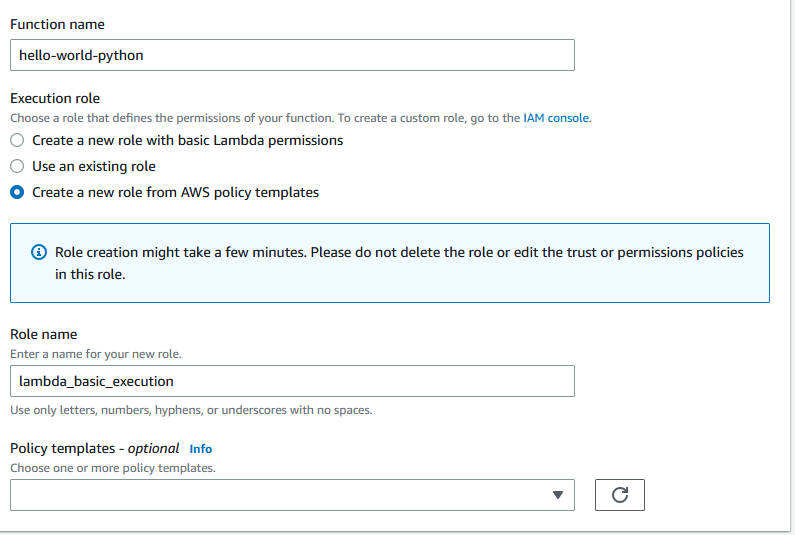 Function name
hello-world-python
Execution role
Choose a role that defines the permissions of your function. To create a custom role, go to the IAM console.
Create a new role with basic Lambda permissions
Use an existing role
Create a new role from AWS policy templates
Role creation might take a few minutes. Please do not delete the role or edit the trust or permissions policies
in this role.
Role name
Enter a name for your new role.
lambda_basic_execution
Use only letters, numbers, hyphens, or underscores with no spaces.
Policy templates - optional Info
Choose one or more policy templates.